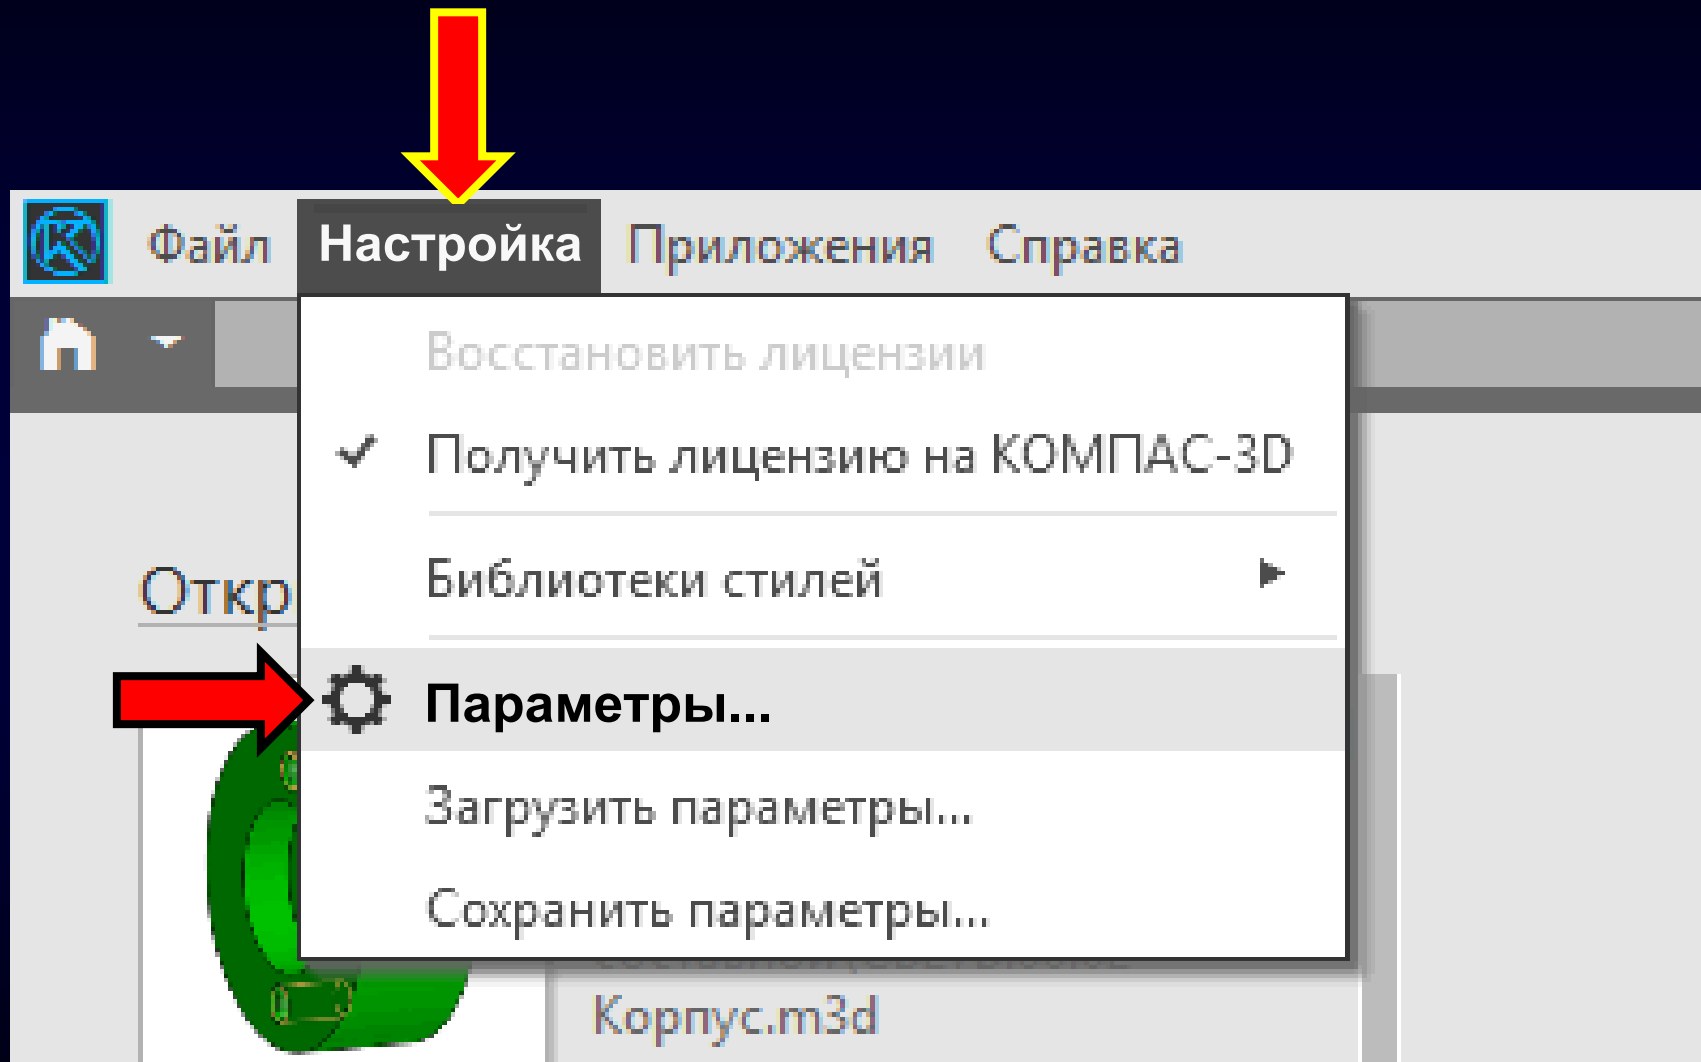 Файл Настройка Приложения Справка
Восстановить лицензии
Получить лицензию на КОМПАС-3D
Библиотеки стилей
Откр
Параметры...
Загрузить параметры...
Сохранить параметры...
Корпус.m3d